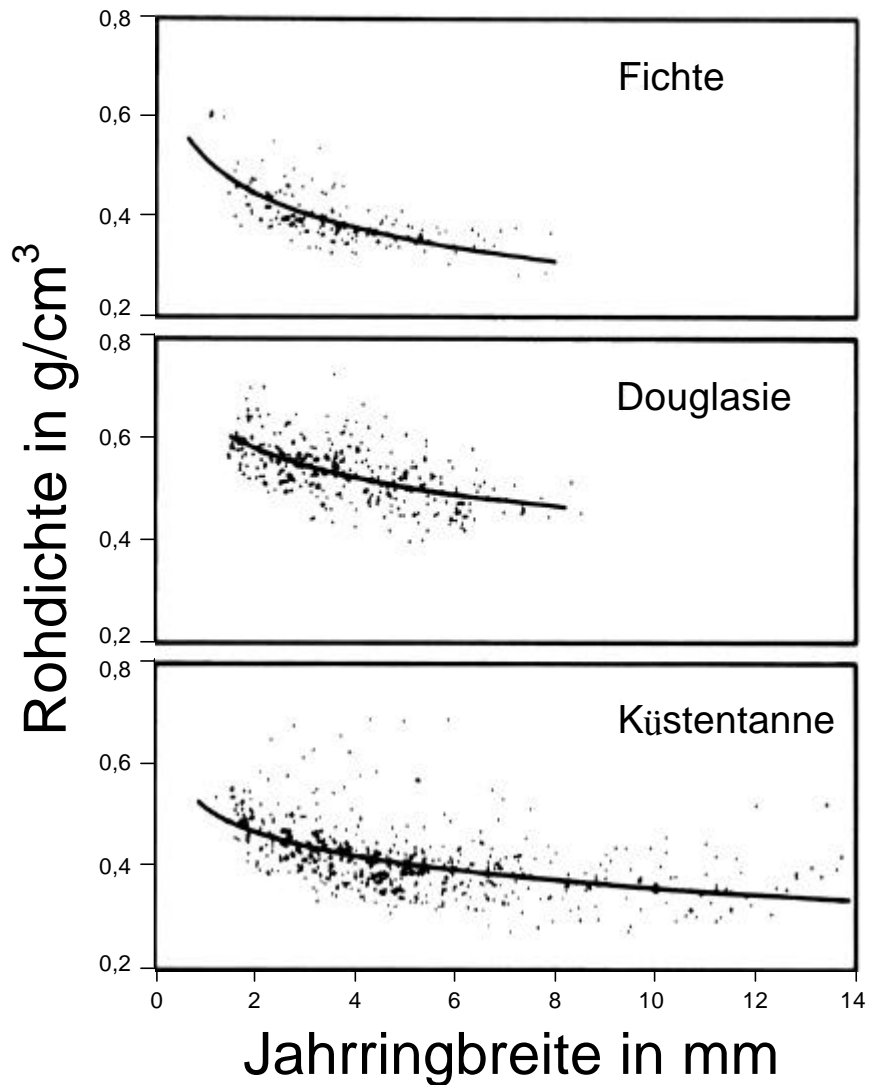 Rohdichte in g/cm³
0,8
0,6
0,4
0,2
Fichte
0,8
0,6
0,4
0,2
Douglasie
0,8
0,6
0,4
0,2
Küstentanne
0 2 4 6 8 10 12 14
Jahrringbreite in mm